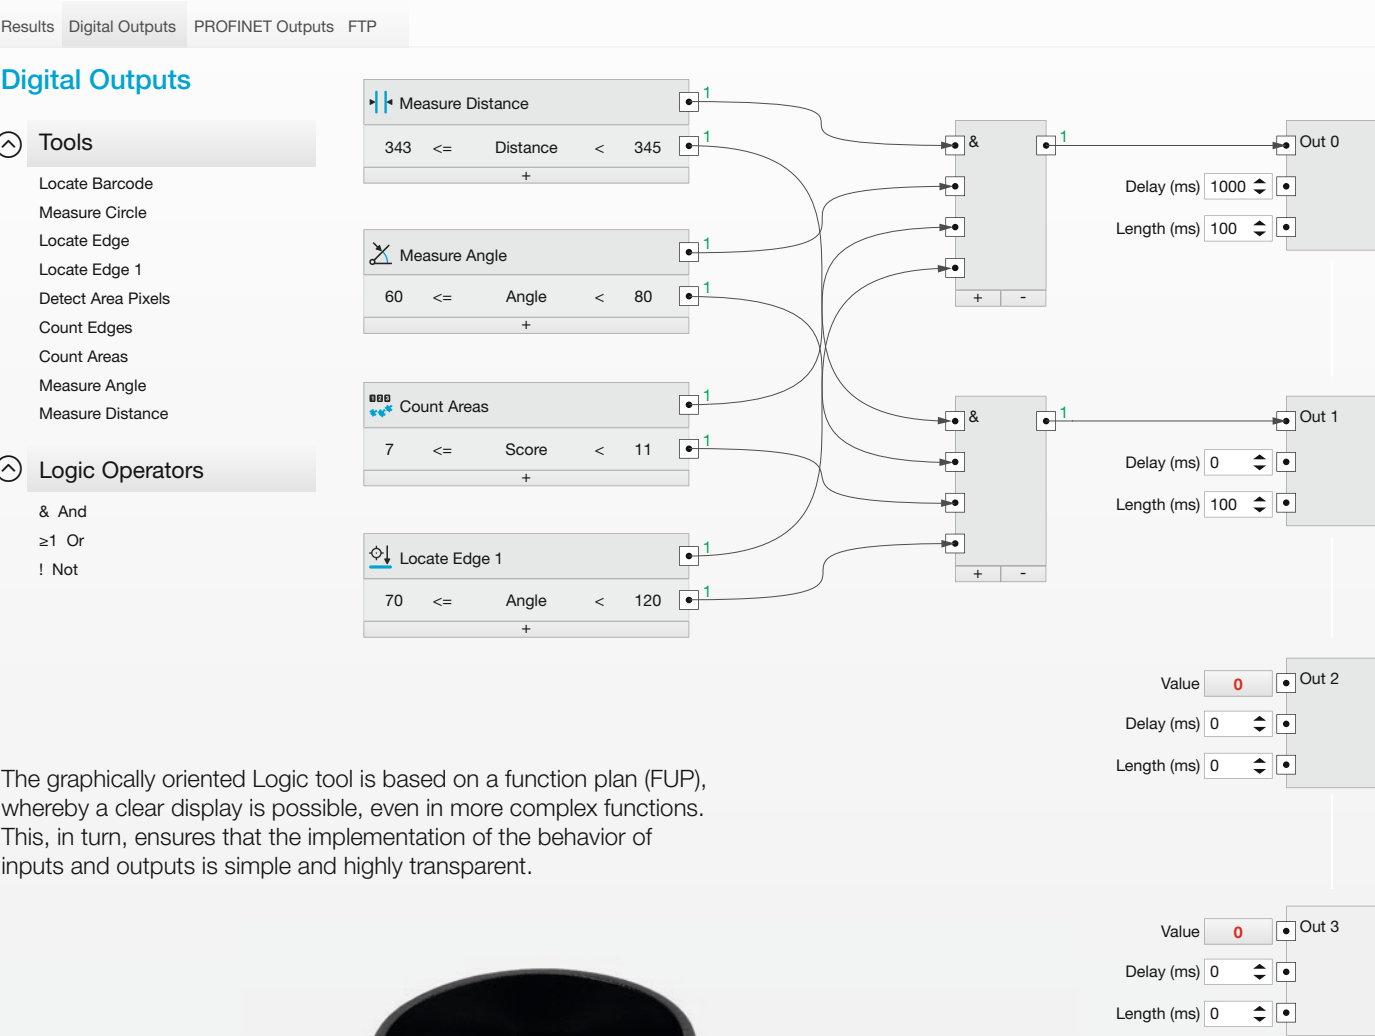 Results Digital Outputs PROFINET Outputs FTP
Digital Outputs
Tools
Locate Barcode
Measure Circle
Locate Edge
Locate Edge 1
Detect Area Pixels
Count Edges
Count Areas
Measure Angle
Measure Distance
Logic Operators
& And
≥1 Or
! Not
Measure Distance 1
343 <= Distance < 345 1
+
Measure Angle 1
60 <= Angle < 80 1
+
123
Count Areas 1
7 <= Score < 11 1
+
Locate Edge 1 1
70 <= Angle < 120 1
+
& 1
+ -
& 1
+ -
Out 0
Delay (ms) 1000
Length (ms) 100
Out 1
Delay (ms) 0
Length (ms) 100
Value 0 Out 2
Delay (ms) 0
Length (ms) 0
Value 0 Out 3
Delay (ms) 0
Length (ms) 0
The graphically oriented Logic tool is based on a function plan (FUP),
whereby a clear display is possible, even in more complex functions.
This, in turn, ensures that the implementation of the behavior of
inputs and outputs is simple and highly transparent.